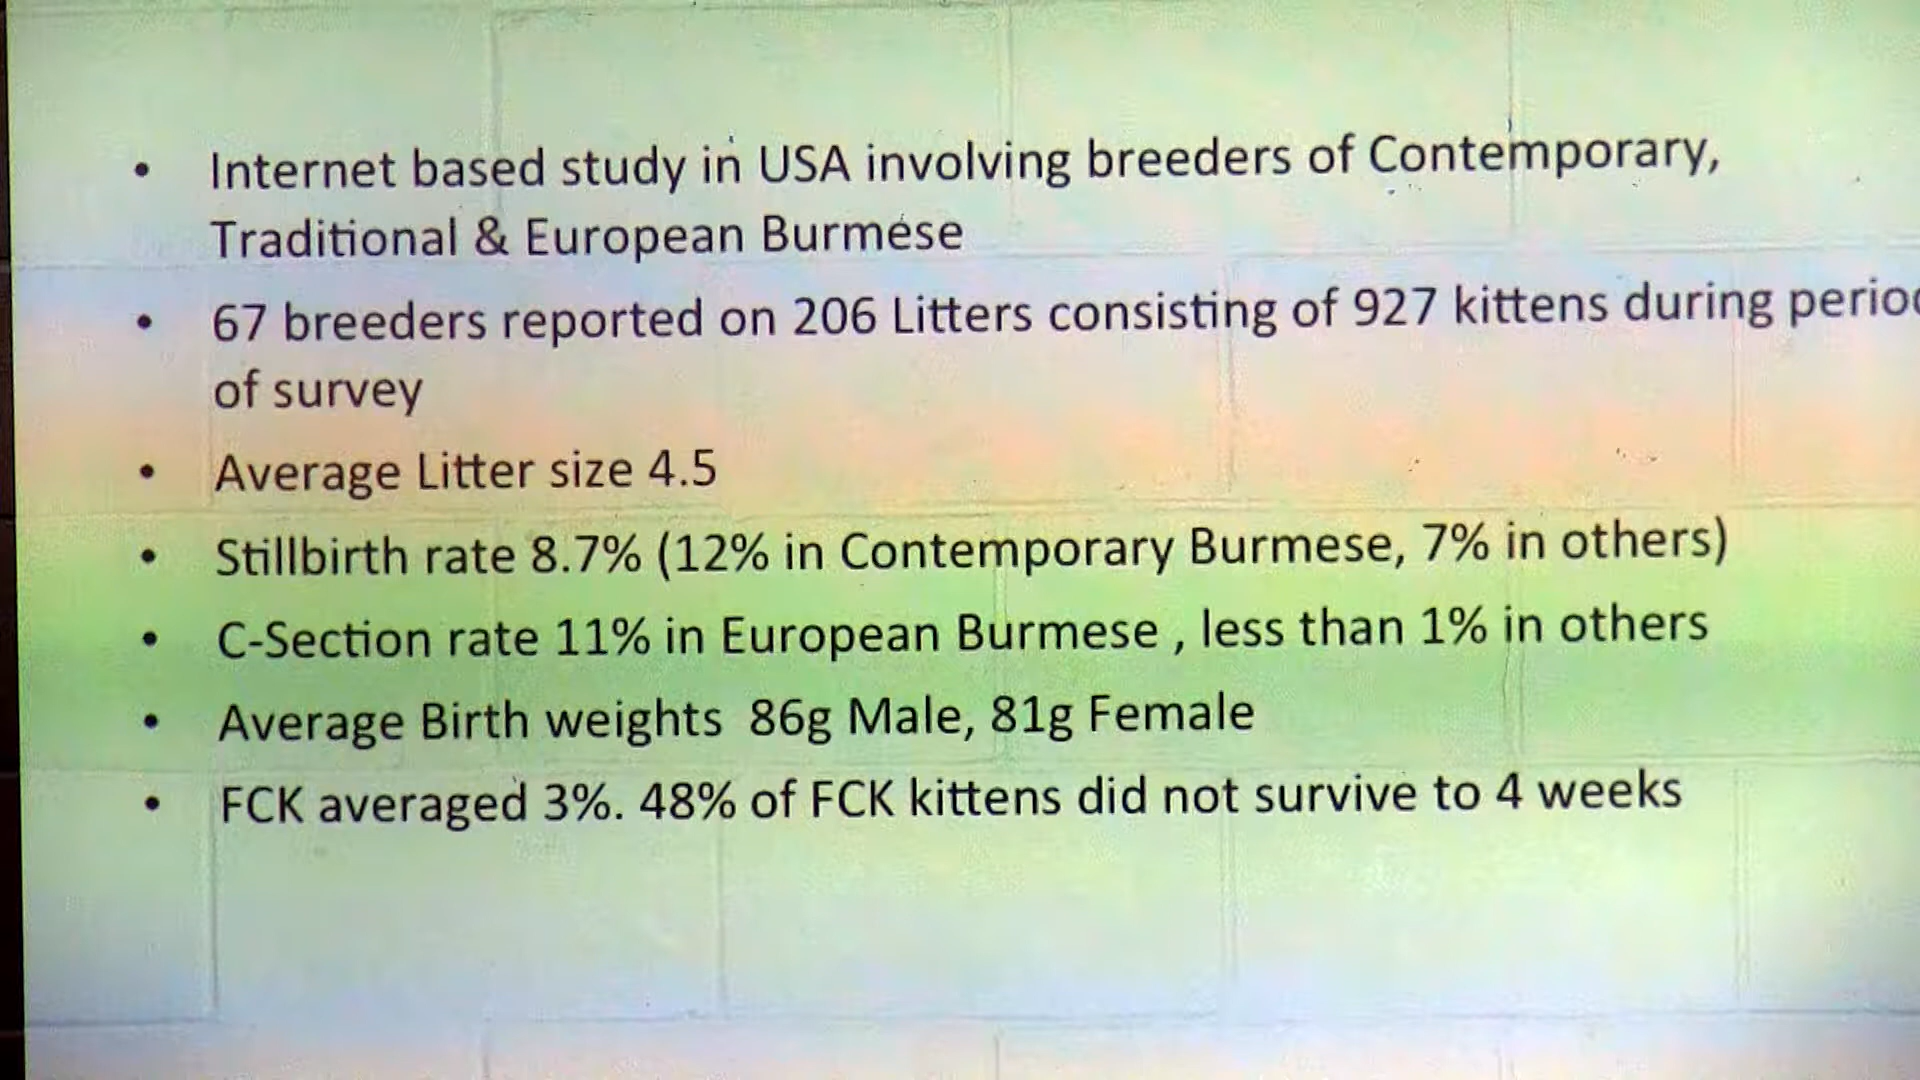 • Internet based study in USA involving breeders of Contemporary,
Traditional & European Burmese
• 67 breeders reported on 206 Litters consisting of 927 kittens during
of survey
• Average Litter size 4.5
• Stillbirth rate 8.7% (12% in Contemporary Burmese, 7% in others)
• C-Section rate 11% in European Burmese , less than 1% in others
• Average Birth weights 86g Male, 81g Female
• FCK averaged 3%. 48% of FCK kittens did not survive to 4 weeks